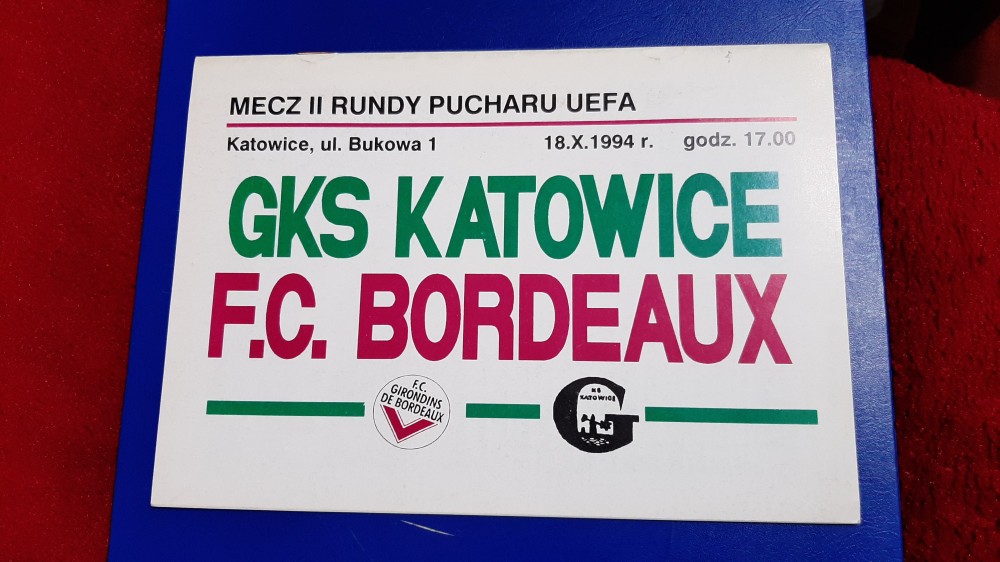 MECZ II RUNDY PUCHARU UEFA
Katowice, ul. Bukowa 1 18.X.1994 r. godz. 17.00
GKS KATOWICE
F.C. BORDEAUX
F.C.
GIRONDINS
DE BORDEAUX
G
KS
KATOWICE